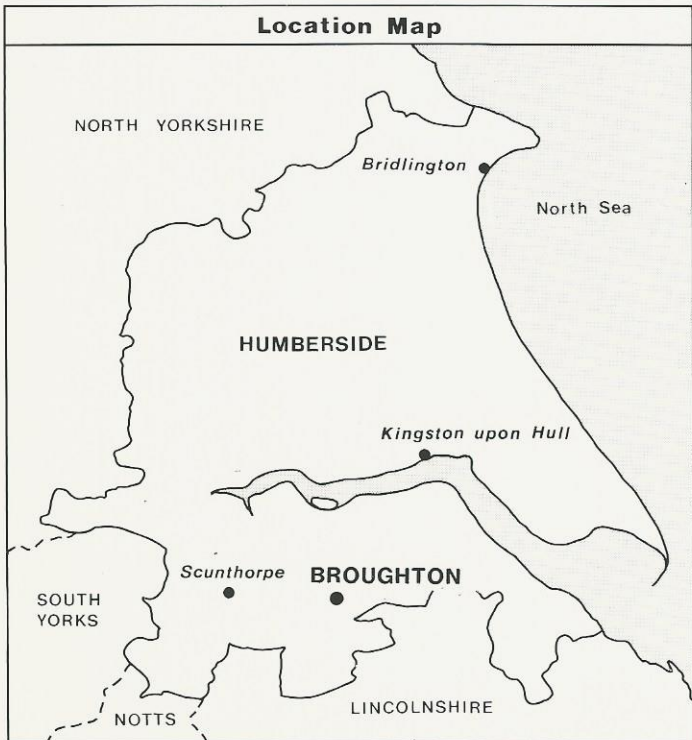 Location Map
NORTH YORKSHIRE
Bridlington
North Sea
HUMBERSIDE
Kingston upon Hull
Scunthorpe
BROUGHTON
SOUTH
YORKS
LINCOLNSHIRE
NOTTS